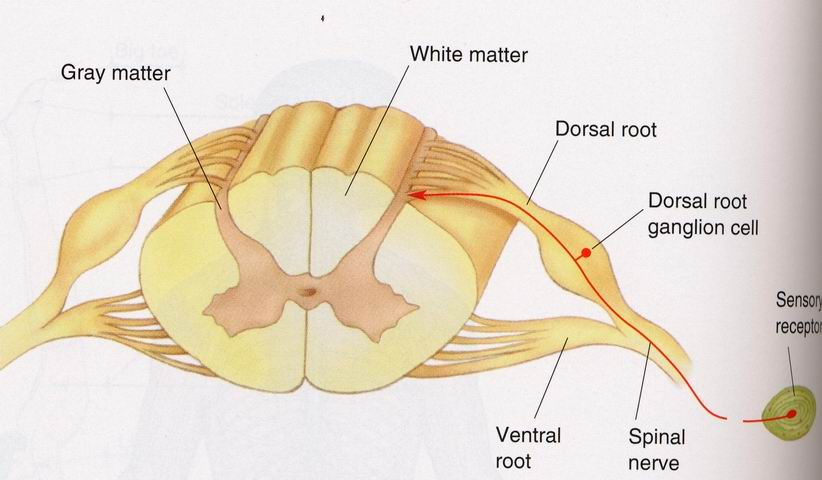 White matter
Gray matter
Dorsal root
Dorsal root
ganglion cell
Sensory
receptor
Ventral
root
Spinal
nerve